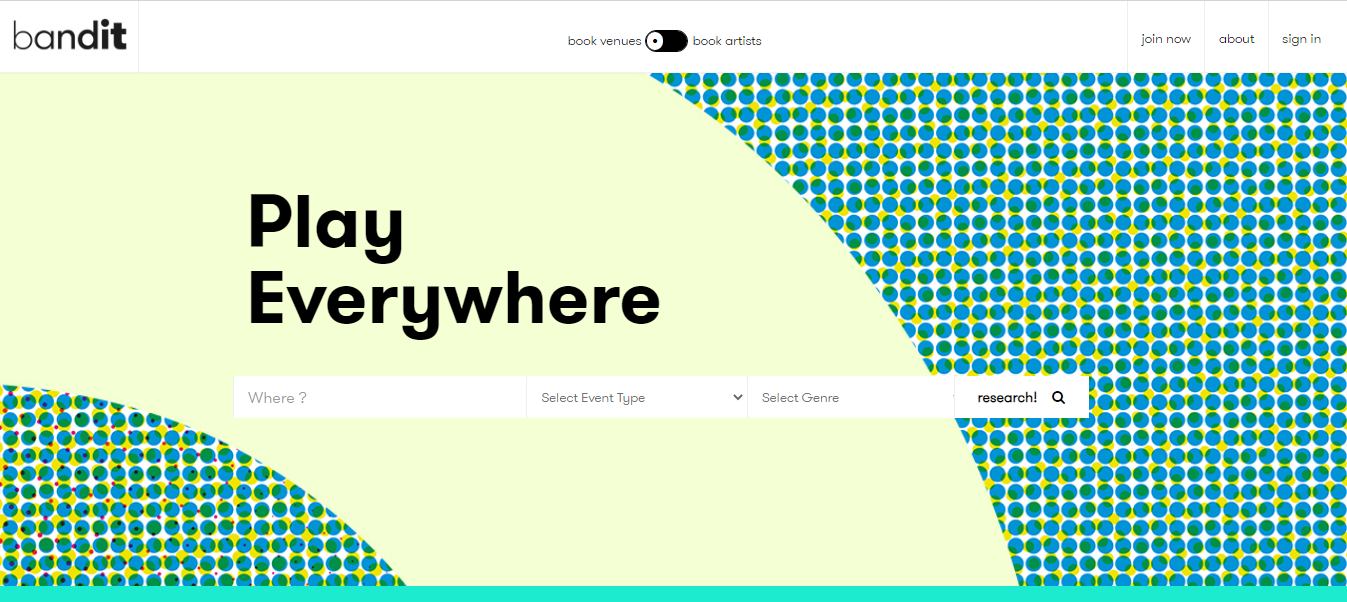 bandit
book venues book artists
join now about sign in
Play
Everywhere
Where ? Select Event Type Select Genre research!